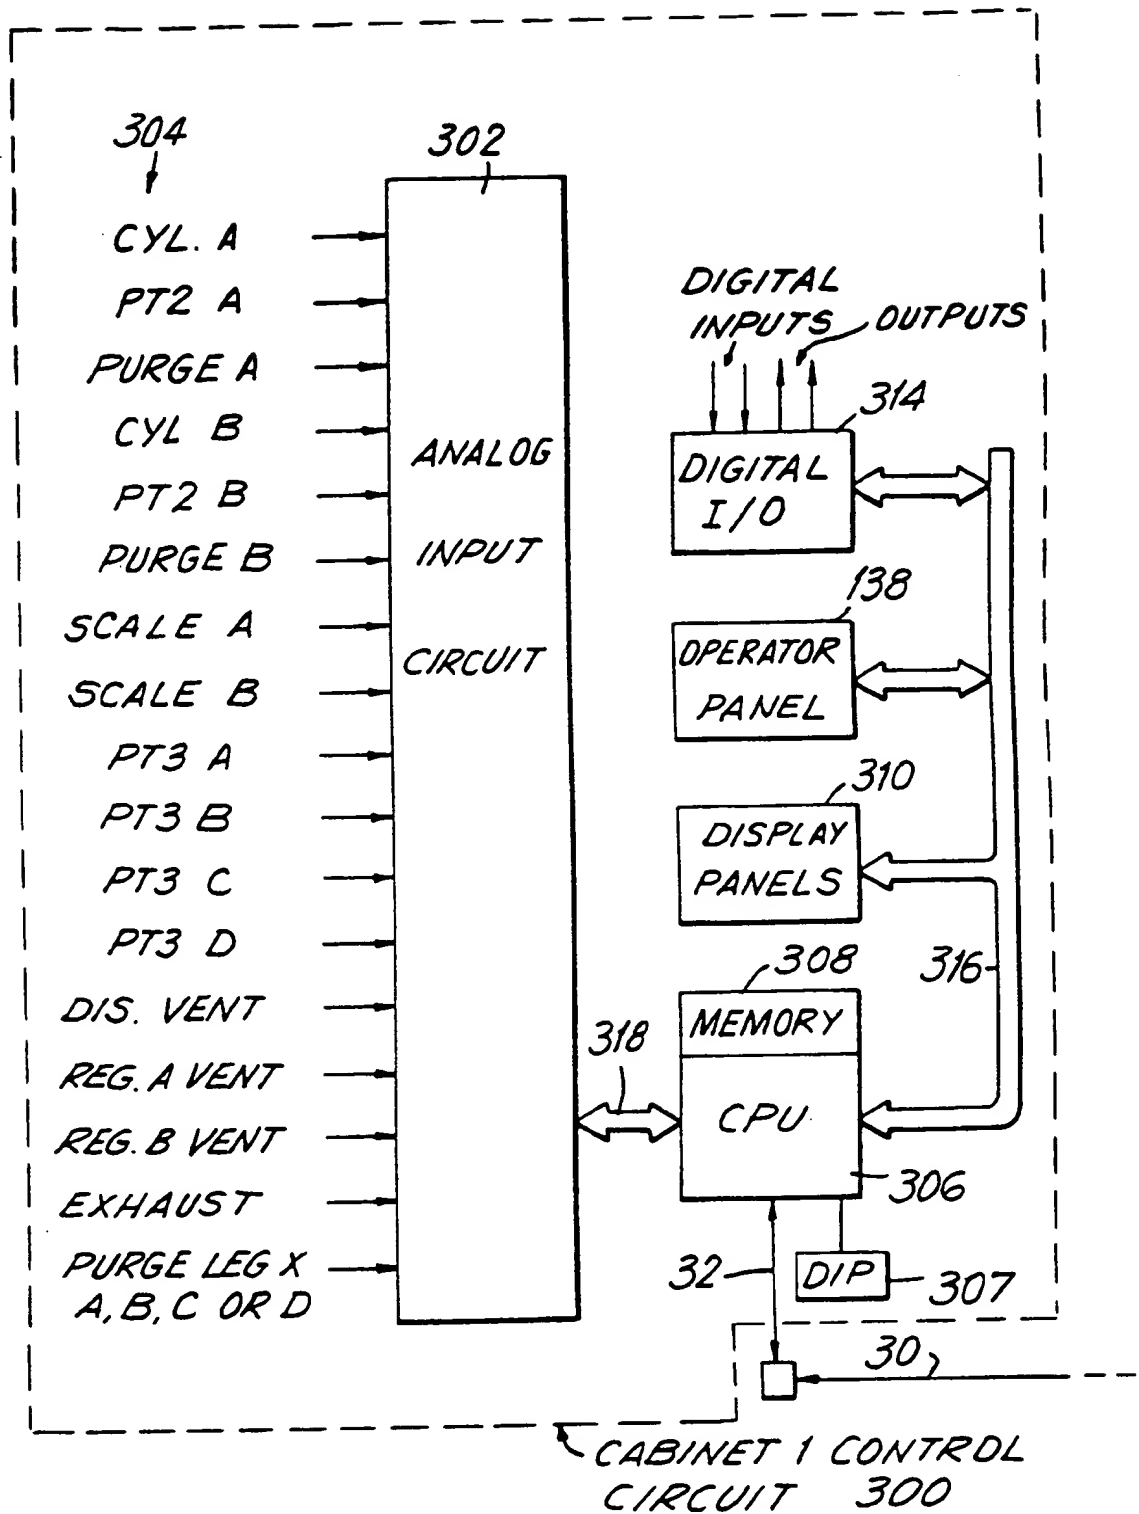 304
302
CYL. A
PT2 A
PURGE A
CYL B
PT2 B
PURGE B
SCALE A
SCALE B
PT3 A
PT3 B
PT3 C
PT3 D
DIS. VENT
REG. A VENT
REG. B VENT
EXHAUST
PURGE LEG X
A, B, C OR D
ANALOG
INPUT
CIRCUIT
DIGITAL
INPUTS
OUTPUTS
314
DIGITAL
I/O
138
OPERATOR
PANEL
310
DISPLAY
PANELS
316
308
MEMORY
318
CPU
306
32
DIP
307
30
CABINET 1 CONTROL
CIRCUIT 300